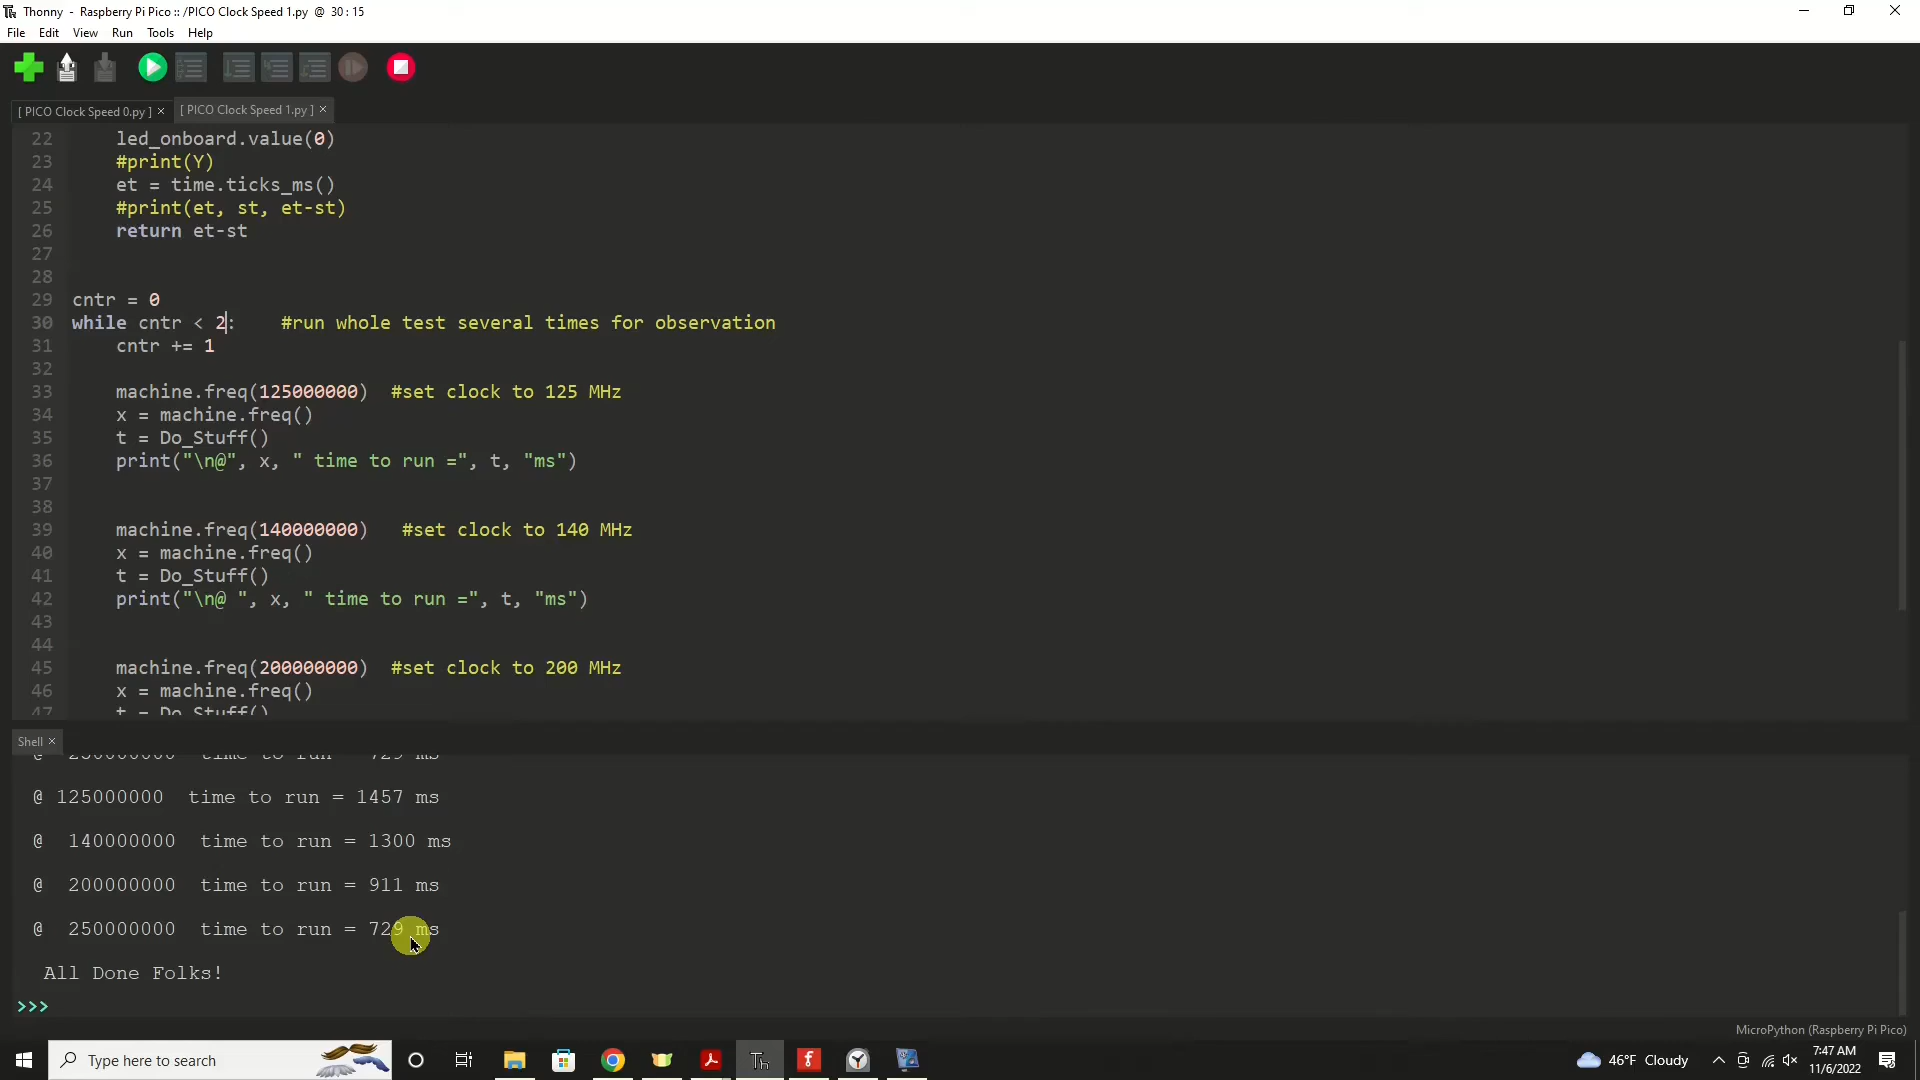 Thonny - Raspberry Pi Pico :: /PICO Clock Speed 1.py @ 30 : 15
File Edit View Run Tools Help
[ PICO Clock Speed 0.py ] × [ PICO Clock Speed 1.py ] ×
22 led_onboard.value(0)
23 #print(Y)
24 et = time.ticks_ms()
25 #print(et, st, et-st)
26 return et-st
27
28
29 cntr = 0
30 while cntr < 2: #run whole test several times for observation
31 cntr += 1
32
33 machine.freq(125000000) #set clock to 125 MHz
34 x = machine.freq()
35 t = Do_Stuff()
36 print("\n@", x, " time to run =", t, "ms")
37
38
39 machine.freq(140000000) #set clock to 140 MHz
40 x = machine.freq()
41 t = Do_Stuff()
42 print("\n@ ", x, " time to run =", t, "ms")
43
44
45 machine.freq(200000000) #set clock to 200 MHz
46 x = machine.freq()
47 t = Do_Stuff()
Shell ×
@ 250000000 time to run = 729 ms
@ 125000000 time to run = 1457 ms
@ 140000000 time to run = 1300 ms
@ 200000000 time to run = 911 ms
@ 250000000 time to run = 729 ms
All Done Folks!
>>>
MicroPython (Raspberry Pi Pico)
Type here to search
46°F Cloudy
7:47 AM
11/6/2022